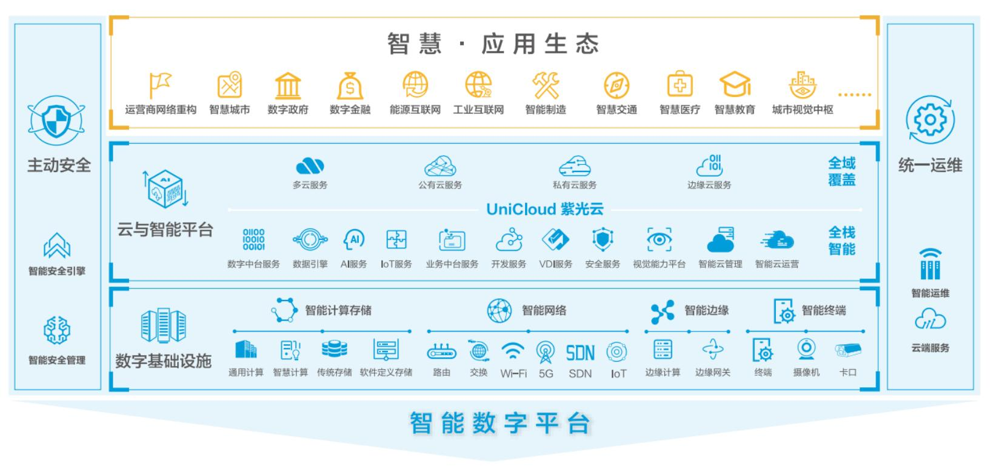 智慧·应用生态
运营商网络重构 智慧城市 数字政府 数字金融 能源互联网 工业互联网 智能制造 智慧交通 智慧医疗 智慧教育 城市视觉中枢 ······
主动安全
智能安全引擎
智能安全管理
AI
云与智能平台
多云服务 公有云服务 私有云服务 边缘云服务
011
101
全域
覆盖
UniCloud 紫光云
01100
10010
00101
AI
数字中台服务 数据引擎 AI服务 IoT服务 业务中台服务 开发服务 VDI服务 安全服务 视觉能力平台 智能云管理 智能云运营
全栈
智能
数字基础设施
智能计算存储 智能网络 智能边缘 智能终端
SDN
通用计算 智慧计算 传统存储 软件定义存储 路由 交换 Wi-Fi 5G SDN IoT 边缘计算 边缘网关 终端 摄像机 卡口
统一运维
智能运维
云端服务
智能数字平台